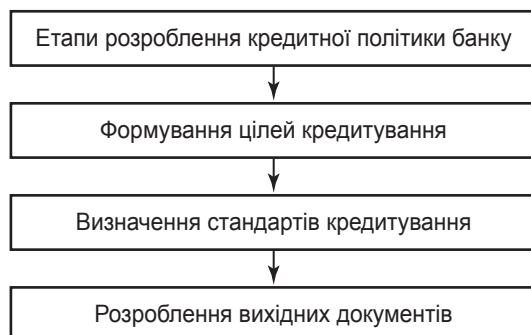 Етапи розроблення кредитної політики банку
Формування цілей кредитування
Визначення стандартів кредитування
Розроблення вихідних документів